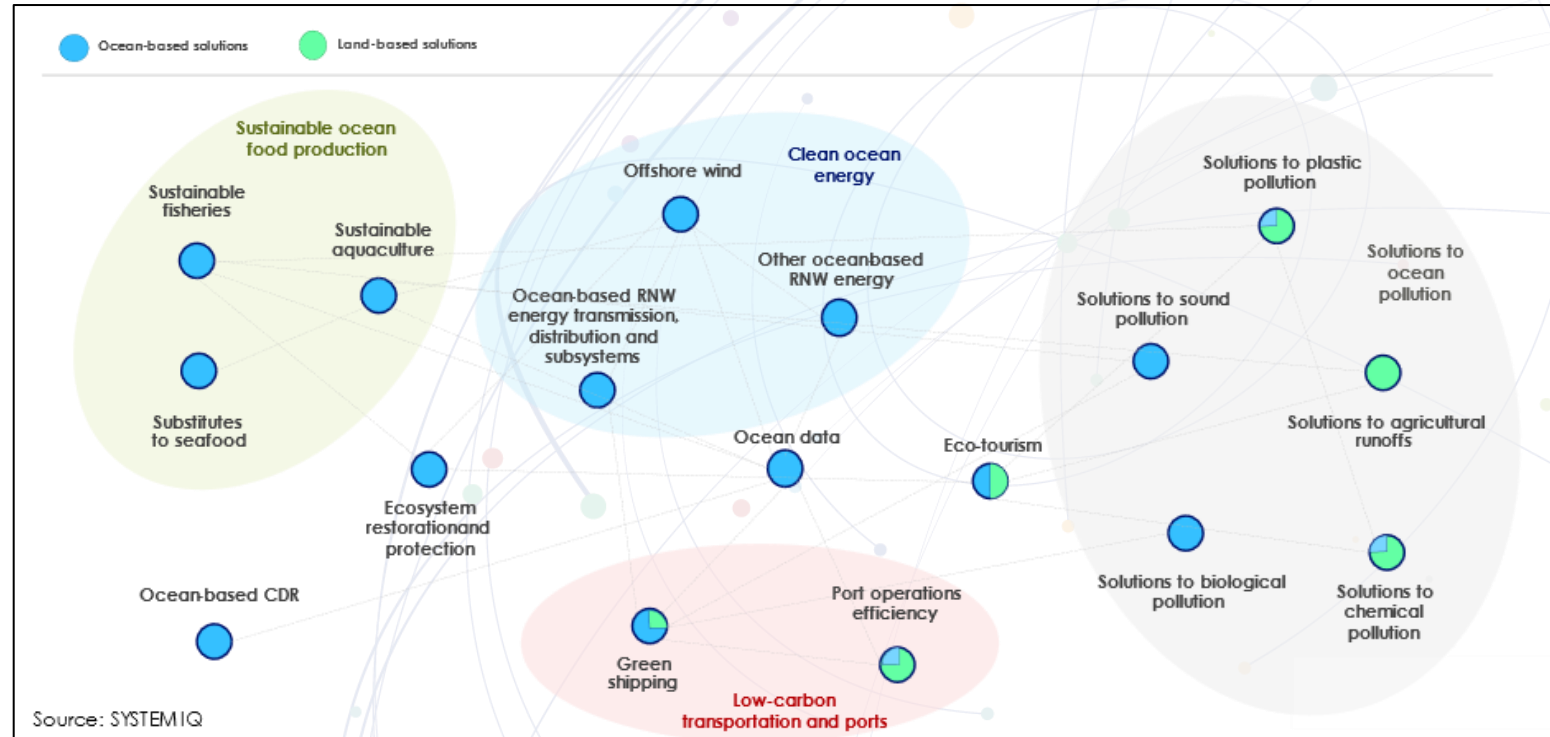 Ocean-based solutions
Land-based solutions
Sustainable ocean
food production
Sustainable
fisheries
Sustainable
aquaculture
Substitutes
to seafood
Clean ocean
energy
Offshore wind
Other ocean-based
RNW energy
Ocean-based RNW
energy transmission,
distribution and
subsystems
Solutions to
ocean
pollution
Solutions to plastic
pollution
Solutions to sound
pollution
Solutions to agricultural
runoffs
Solutions to biological
pollution
Solutions to
chemical
pollution
Ocean data
Eco-tourism
Ecosystem
restorationand
protection
Ocean-based CDR
Port operations
efficiency
Green
shipping
Low-carbon
transportation and ports
Source: SYSTEMIQ